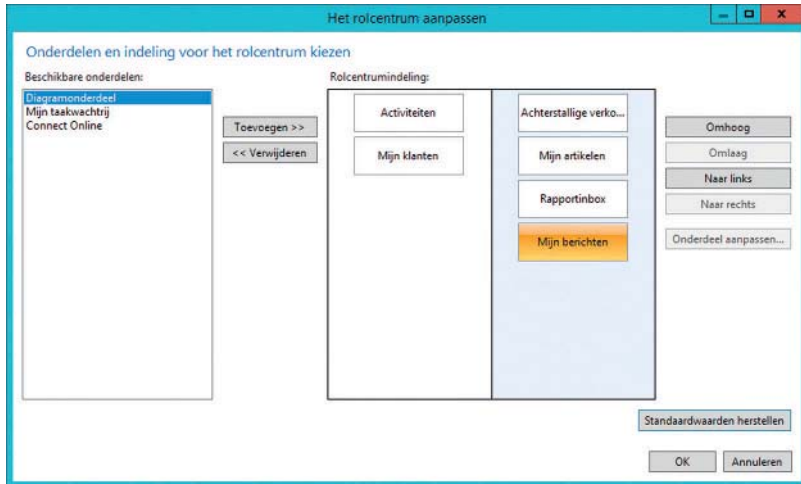 Het rolcentrum aanpassen
Onderdelen en indeling voor het rolcentrum kiezen
Beschikbare onderdelen:
Diagramonderdeel
Mijn taakwachtrij
Connect Online
Toevoegen >>
<< Verwijderen
Rolcentrumindeling:
Activiteiten
Mijn klanten
Achterstallige verko...
Mijn artikelen
Rapportinbox
Mijn berichten
Omhoog
Omlaag
Naar links
Naar rechts
Onderdeel aanpassen...
Standaardwaarden herstellen
OK
Annuleren